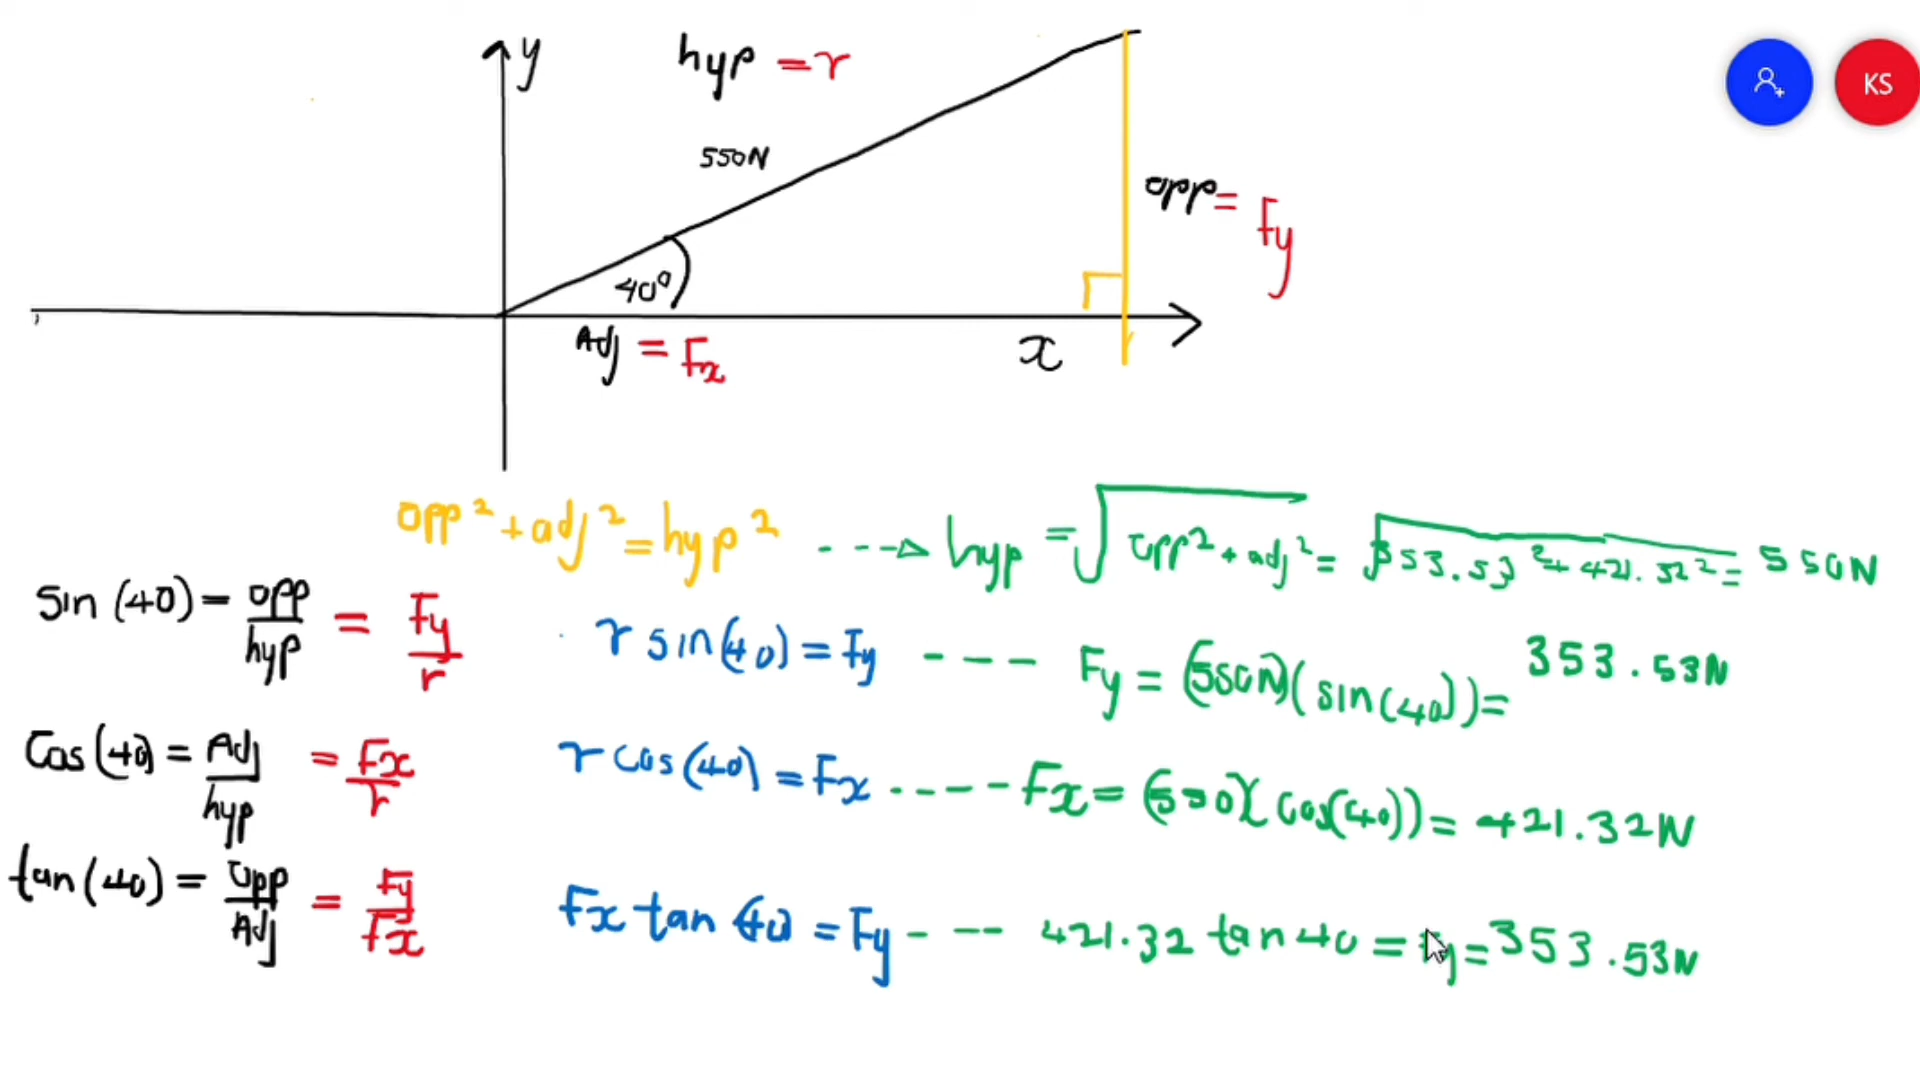 y
hyp = r
KS
550N
opp = Fy
40°
Adj = Fx
x
opp² + adj² = hyp² ---> hyp = √opp² + adj² = √353.53² + 421.32² = 550N
sin (40) = opp/hyp = Fy/r
r sin(40) = Fy --- Fy = (550N)(sin(40)) = 353.53N
Cos (40) = Adj/hyp = Fx/r
r cos(40) = Fx ----- Fx = (550)(cos(40)) = 421.32N
tan (40) = opp/Adj = Fy/Fx
Fx tan (40) = Fy --- 421.32 tan 40 = Fy = 353.53N